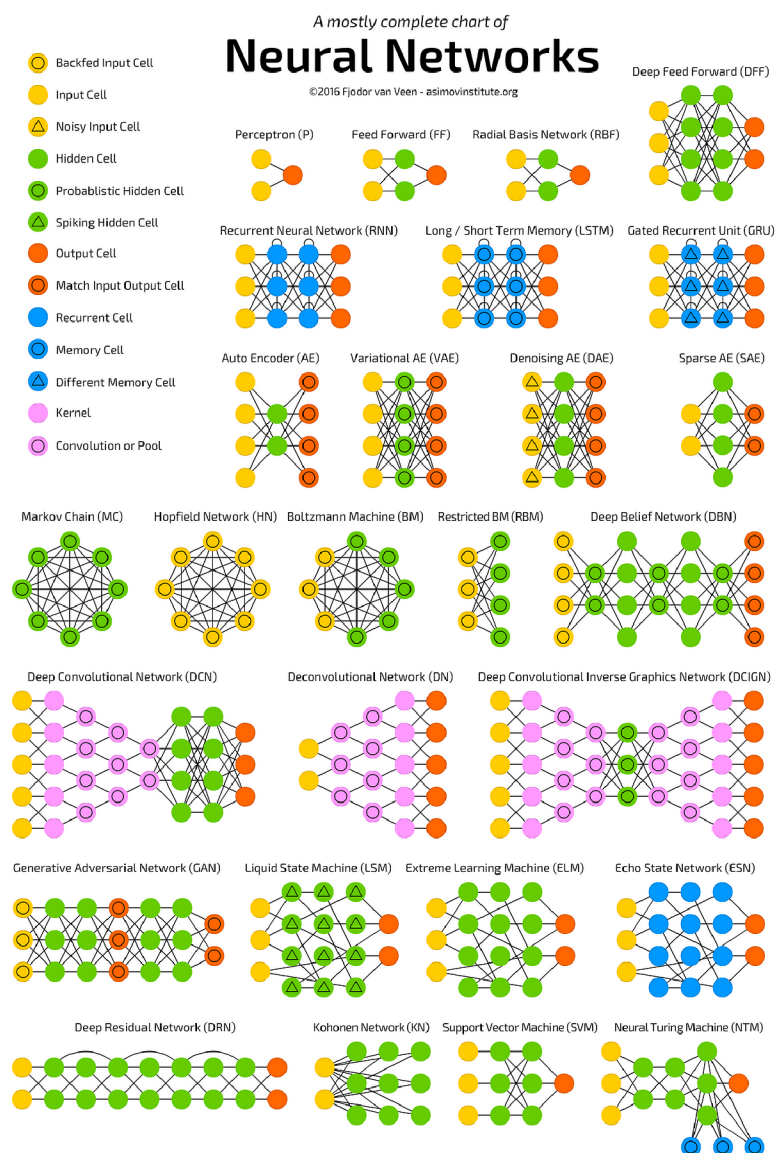 A mostly complete chart of
Neural Networks
©2016 Fjodor van Veen - asimovinstitute.org
Backfed Input Cell
Input Cell
Noisy Input Cell
Hidden Cell
Probablistic Hidden Cell
Spiking Hidden Cell
Output Cell
Match Input Output Cell
Recurrent Cell
Memory Cell
Different Memory Cell
Kernel
Convolution or Pool
Deep Feed Forward (DFF)
Perceptron (P)
Feed Forward (FF)
Radial Basis Network (RBF)
Recurrent Neural Network (RNN)
Long / Short Term Memory (LSTM)
Gated Recurrent Unit (GRU)
Auto Encoder (AE)
Variational AE (VAE)
Denoising AE (DAE)
Sparse AE (SAE)
Markov Chain (MC)
Hopfield Network (HN)
Boltzmann Machine (BM)
Restricted BM (RBM)
Deep Belief Network (DBN)
Deep Convolutional Network (DCN)
Deconvolutional Network (DN)
Deep Convolutional Inverse Graphics Network (DCIGN)
Generative Adversarial Network (GAN)
Liquid State Machine (LSM)
Extreme Learning Machine (ELM)
Echo State Network (ESN)
Deep Residual Network (DRN)
Kohonen Network (KN)
Support Vector Machine (SVM)
Neural Turing Machine (NTM)